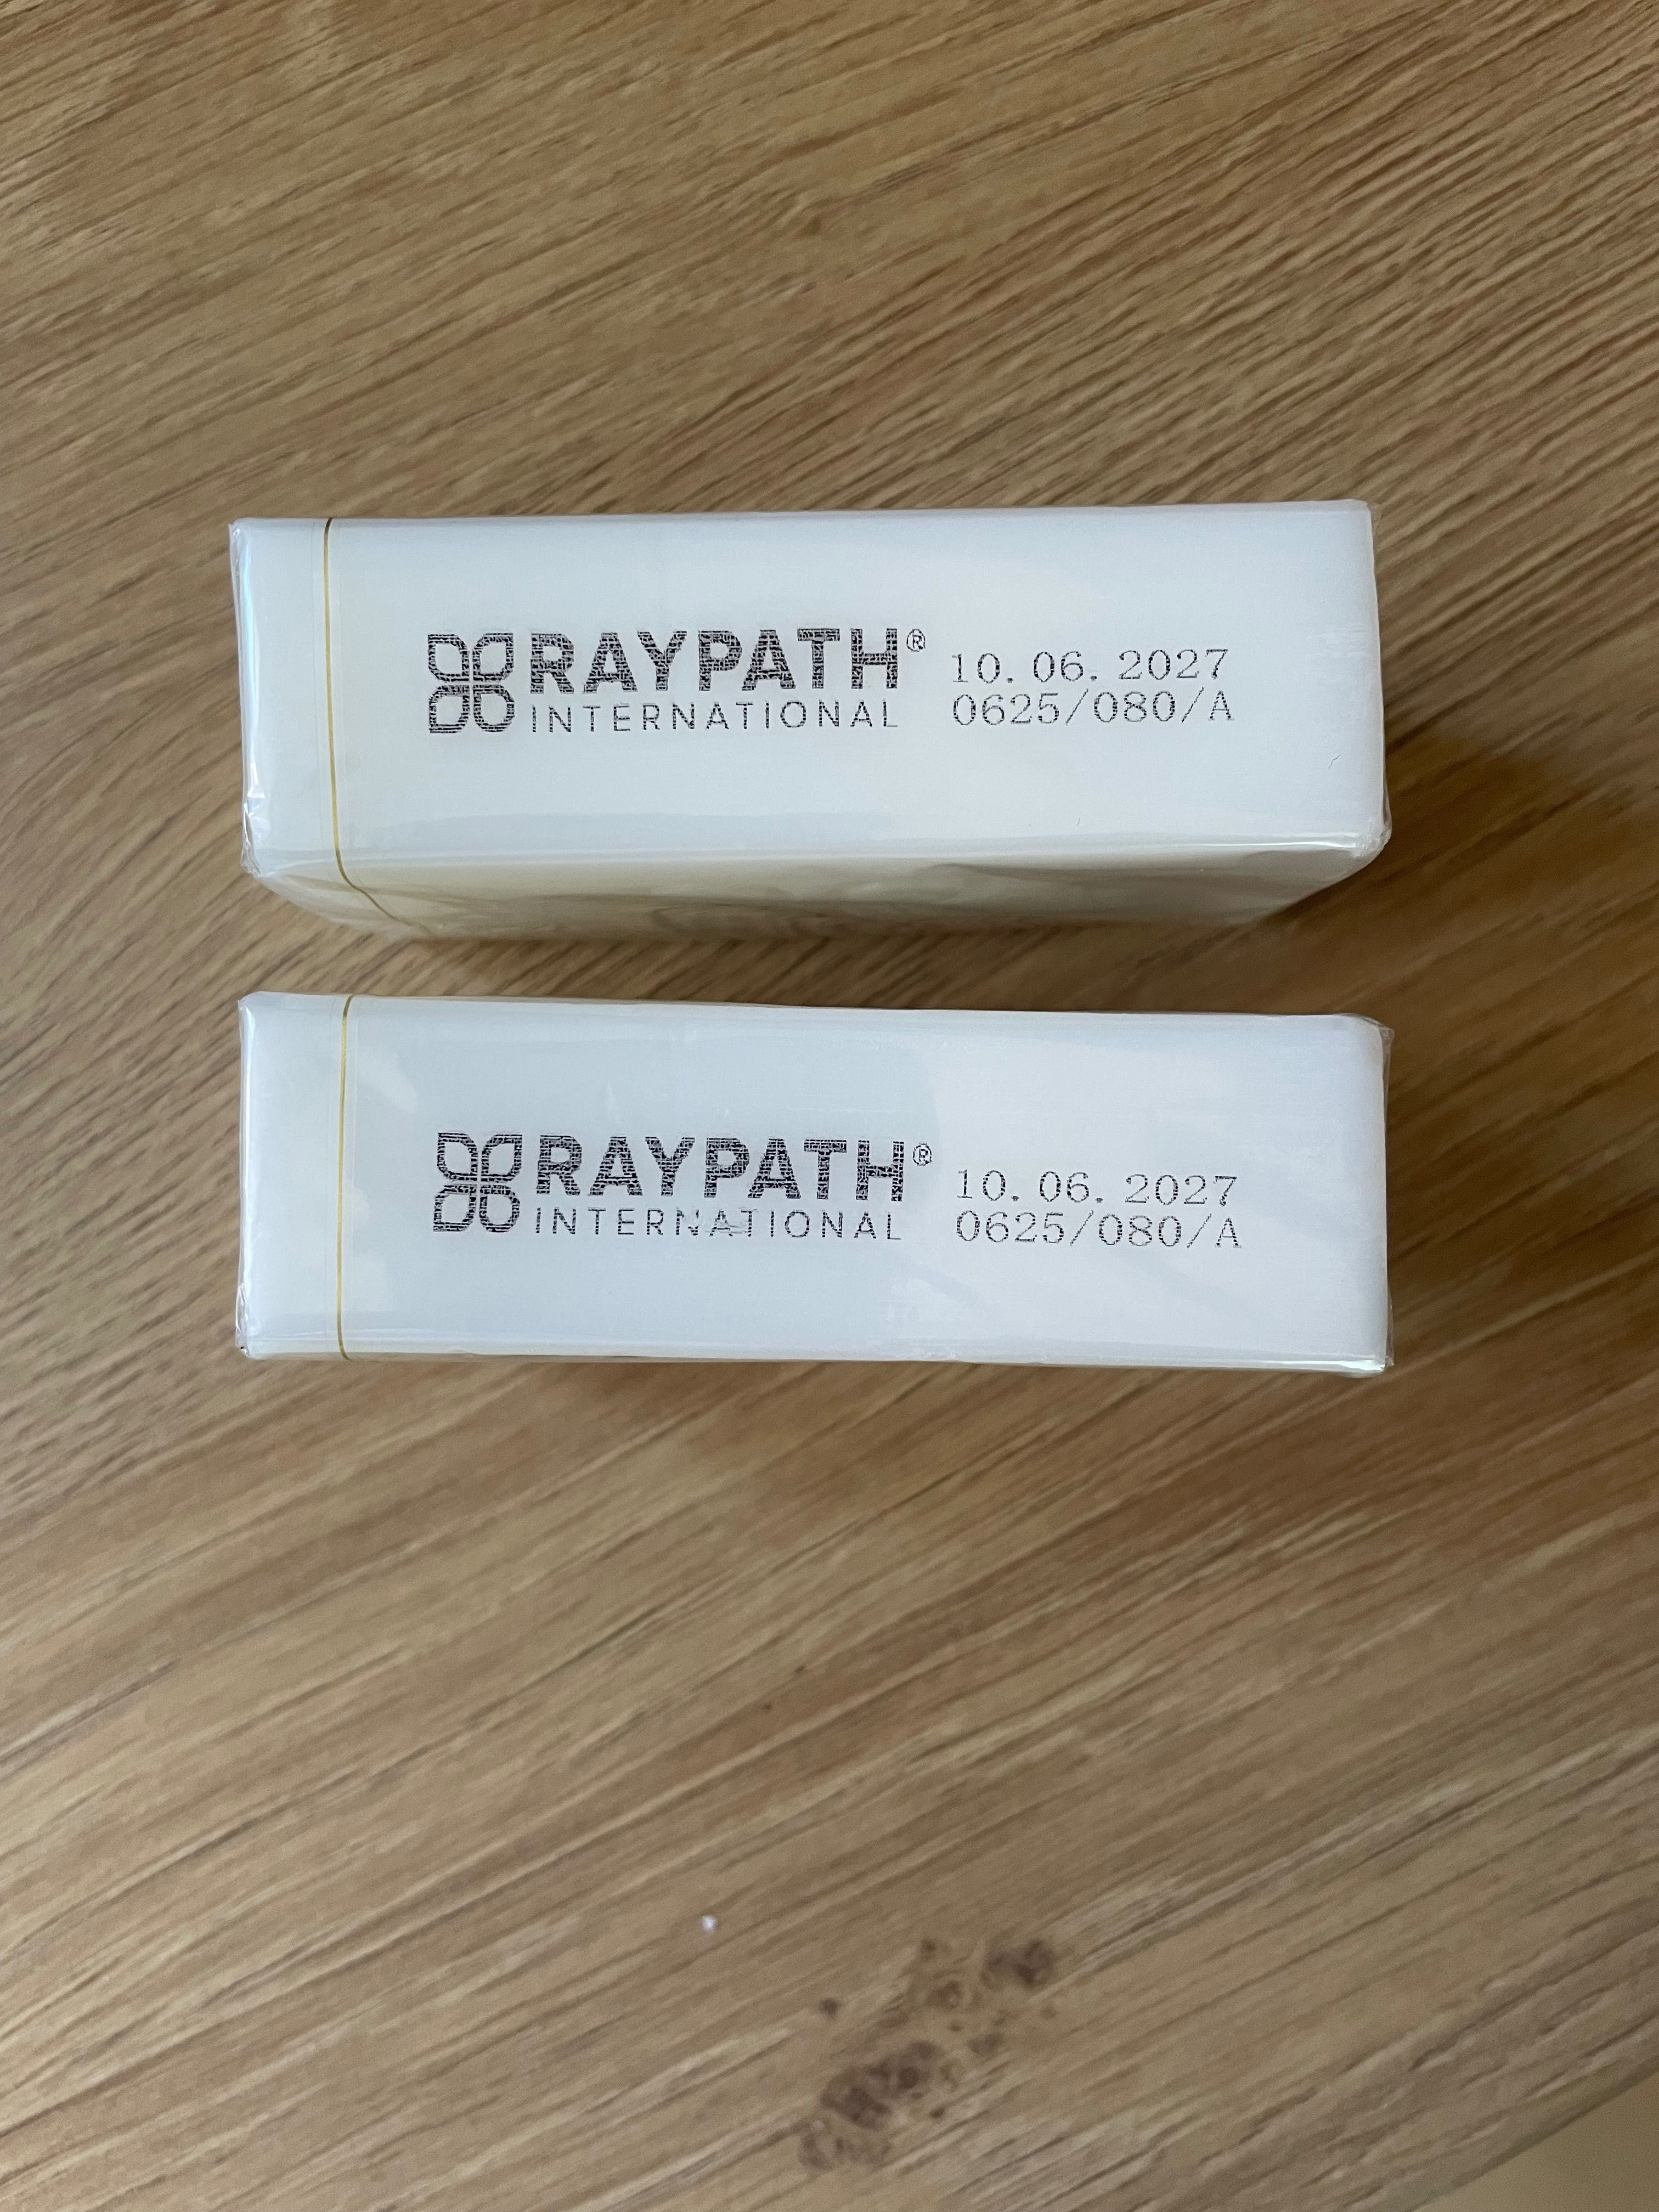 RAYPATH®
INTERNATIONAL
10.06.2027
0625/080/A
RAYPATH®
INTERNATIONAL
10.06.2027
0625/080/A